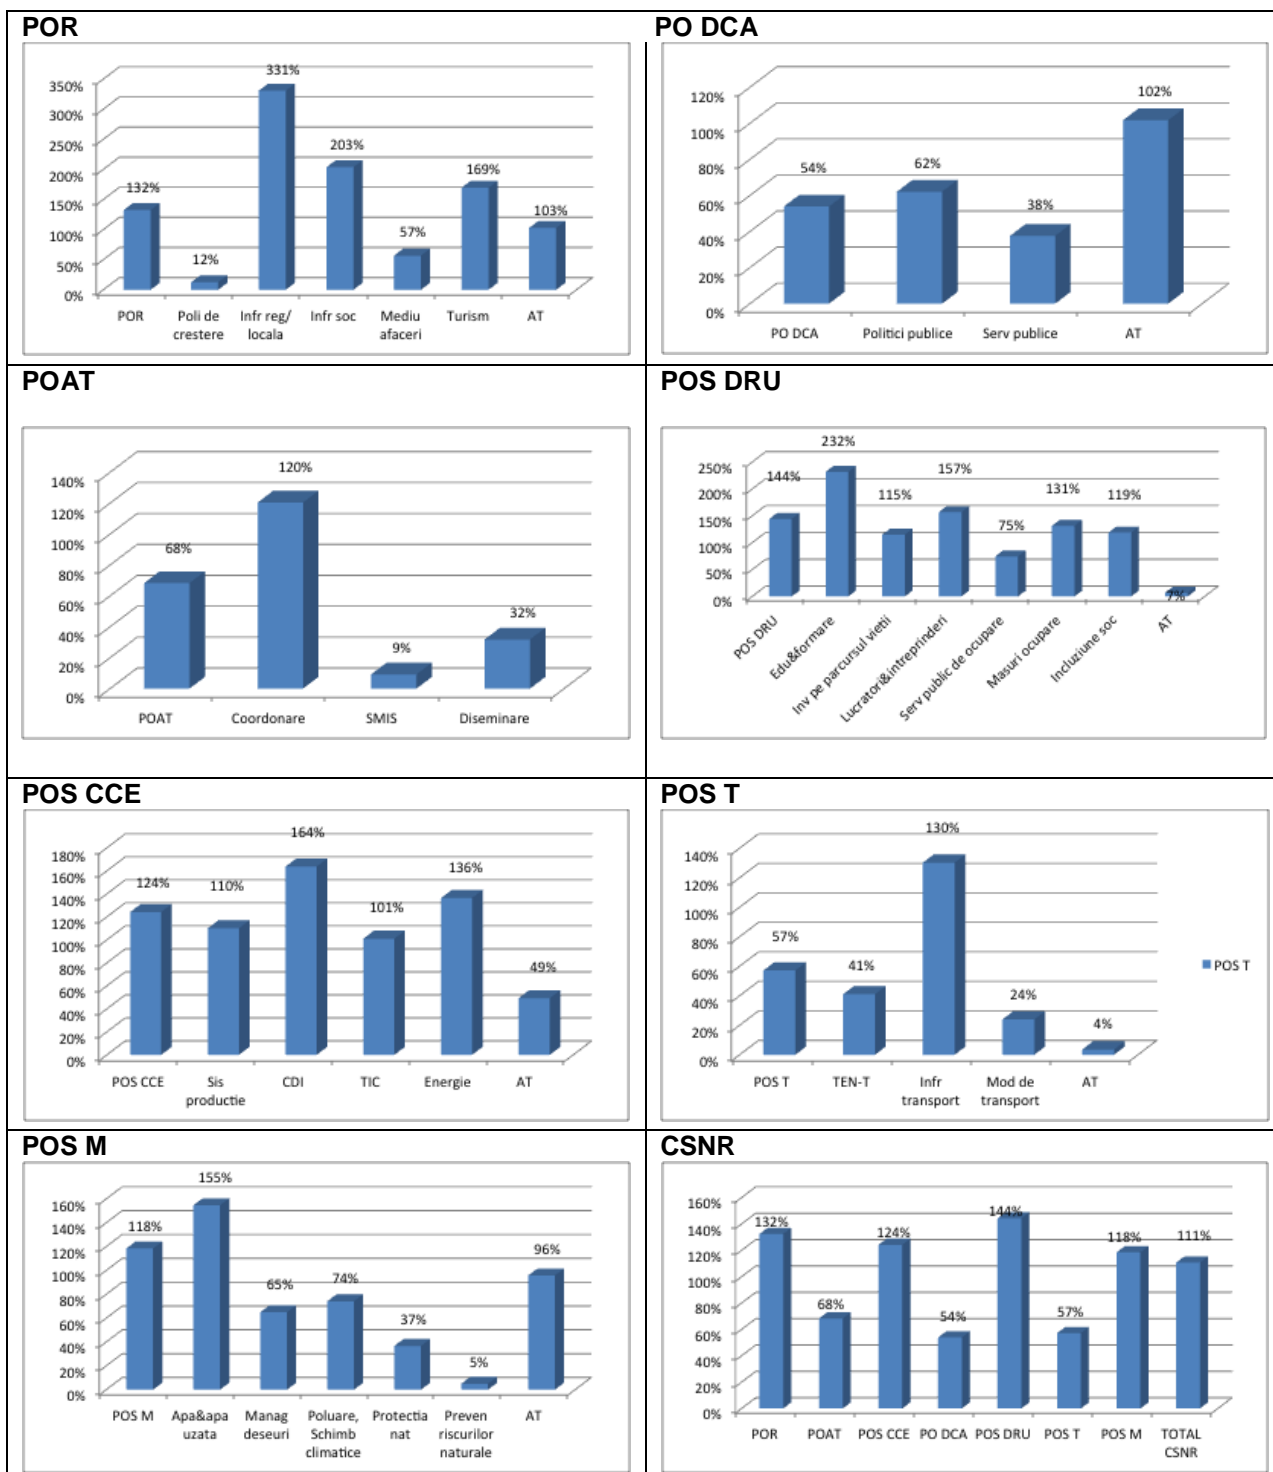 POR
350%
300%
250%
200%
150%
100%
50%
0%
132%
12%
331%
203%
57%
169%
103%
POR
Poli de crestere
Infr reg/ locala
Infr soc
Mediu afaceri
Turism
AT
PO DCA
120%
100%
80%
60%
40%
20%
0%
54%
62%
38%
102%
PO DCA
Politici publice
Serv publice
AT
POAT
140%
120%
100%
80%
60%
40%
20%
0%
68%
120%
9%
32%
POAT
Coordonare
SMIS
Diseminare
POS DRU
250%
200%
150%
100%
50%
0%
144%
232%
115%
157%
75%
131%
119%
7%
POS DRU
Edu&formare
Inv pe parcursul vietii
Lucratori&intreprinderi
Serv public de ocupare
Masuri ocupare
Incluziune soc
AT
POS CCE
180%
160%
140%
120%
100%
80%
60%
40%
20%
0%
124%
110%
164%
101%
136%
49%
POS CCE
Sis productie
CDI
TIC
Energie
AT
POS T
140%
120%
100%
80%
60%
40%
20%
0%
57%
41%
130%
24%
4%
POS T
TEN-T
Infr transport
Mod de transport
AT
POS T
POS M
160%
140%
120%
100%
80%
60%
40%
20%
0%
118%
155%
65%
74%
37%
5%
96%
POS M
Apa&apa uzata
Manag deseuri
Poluare, Schimb climatice
Protectia nat
Preven riscurilor naturale
AT
CSNR
160%
140%
120%
100%
80%
60%
40%
20%
0%
132%
68%
124%
54%
144%
57%
118%
111%
POR
POAT
POS CCE
PO DCA
POS DRU
POS T
POS M
TOTAL CSNR